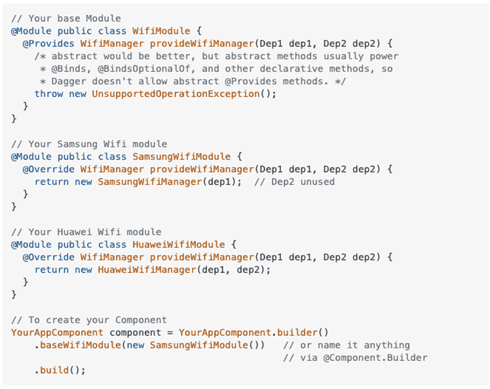 // Your base Module
@Module public class WifiModule {
  @Provides WifiManager provideWifiManager(Dep1 dep1, Dep2 dep2) {
    /* abstract would be better, but abstract methods usually power
     * @Binds, @BindsOptionalOf, and other declarative methods, so
     * Dagger doesn't allow abstract @Provides methods. */
    throw new UnsupportedOperationException();
  }
}

// Your Samsung Wifi module
@Module public class SamsungWifiModule {
  @Override WifiManager provideWifiManager(Dep1 dep1, Dep2 dep2) {
    return new SamsungWifiManager(dep1);  // Dep2 unused
  }
}

// Your Huawei Wifi module
@Module public class HuaweiWifiModule {
  @Override WifiManager provideWifiManager(Dep1 dep1, Dep2 dep2) {
    return new HuaweiWifiManager(dep1, dep2);
  }
}

// To create your Component
YourAppComponent component = YourAppComponent.builder()
    .baseWifiModule(new SamsungWifiModule())   // or name it anything
                                               // via @Component.Builder
    .build();